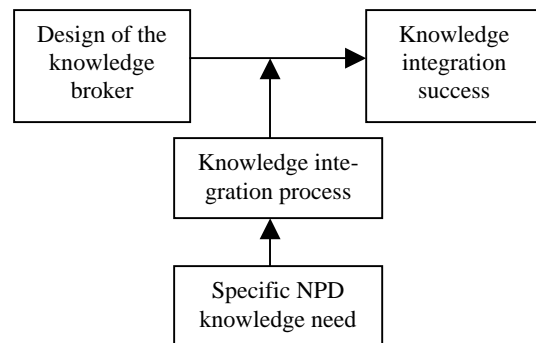 Design of the
knowledge
broker
Knowledge
integration
success
Knowledge inte-
gration process
Specific NPD
knowledge need